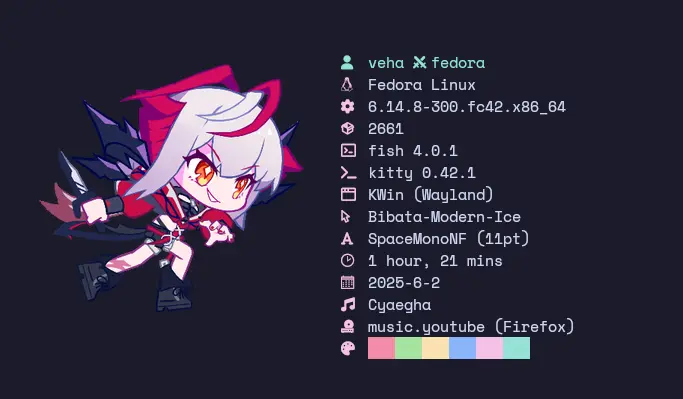 veha ⚔ fedora
Fedora Linux
6.14.8-300.fc42.x86_64
2661
fish 4.0.1
kitty 0.42.1
KWin (Wayland)
Bibata-Modern-Ice
SpaceMonoNF (11pt)
1 hour, 21 mins
2025-6-2
Cyaegha
music.youtube (Firefox)